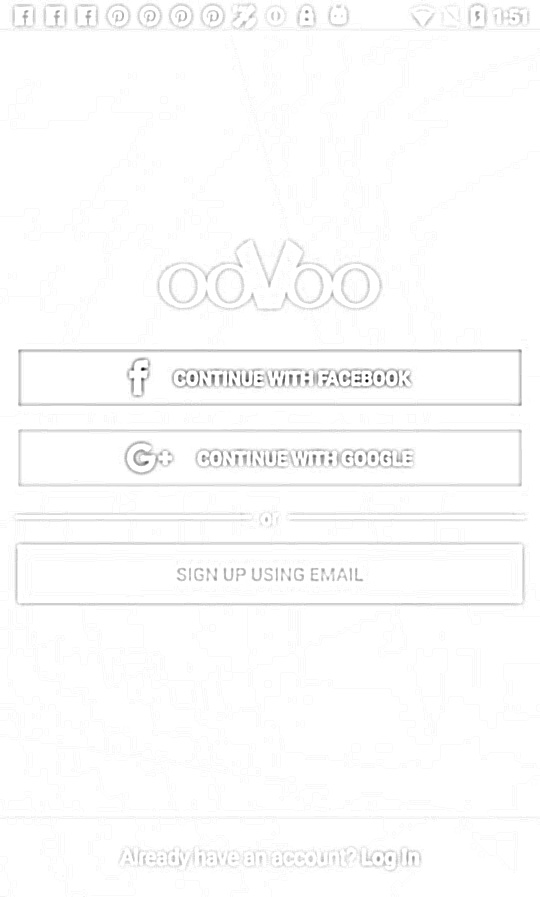 1:51
ooVoo
CONTINUE WITH FACEBOOK
CONTINUE WITH GOOGLE
or
SIGN UP USING EMAIL
Already have an account? Log In